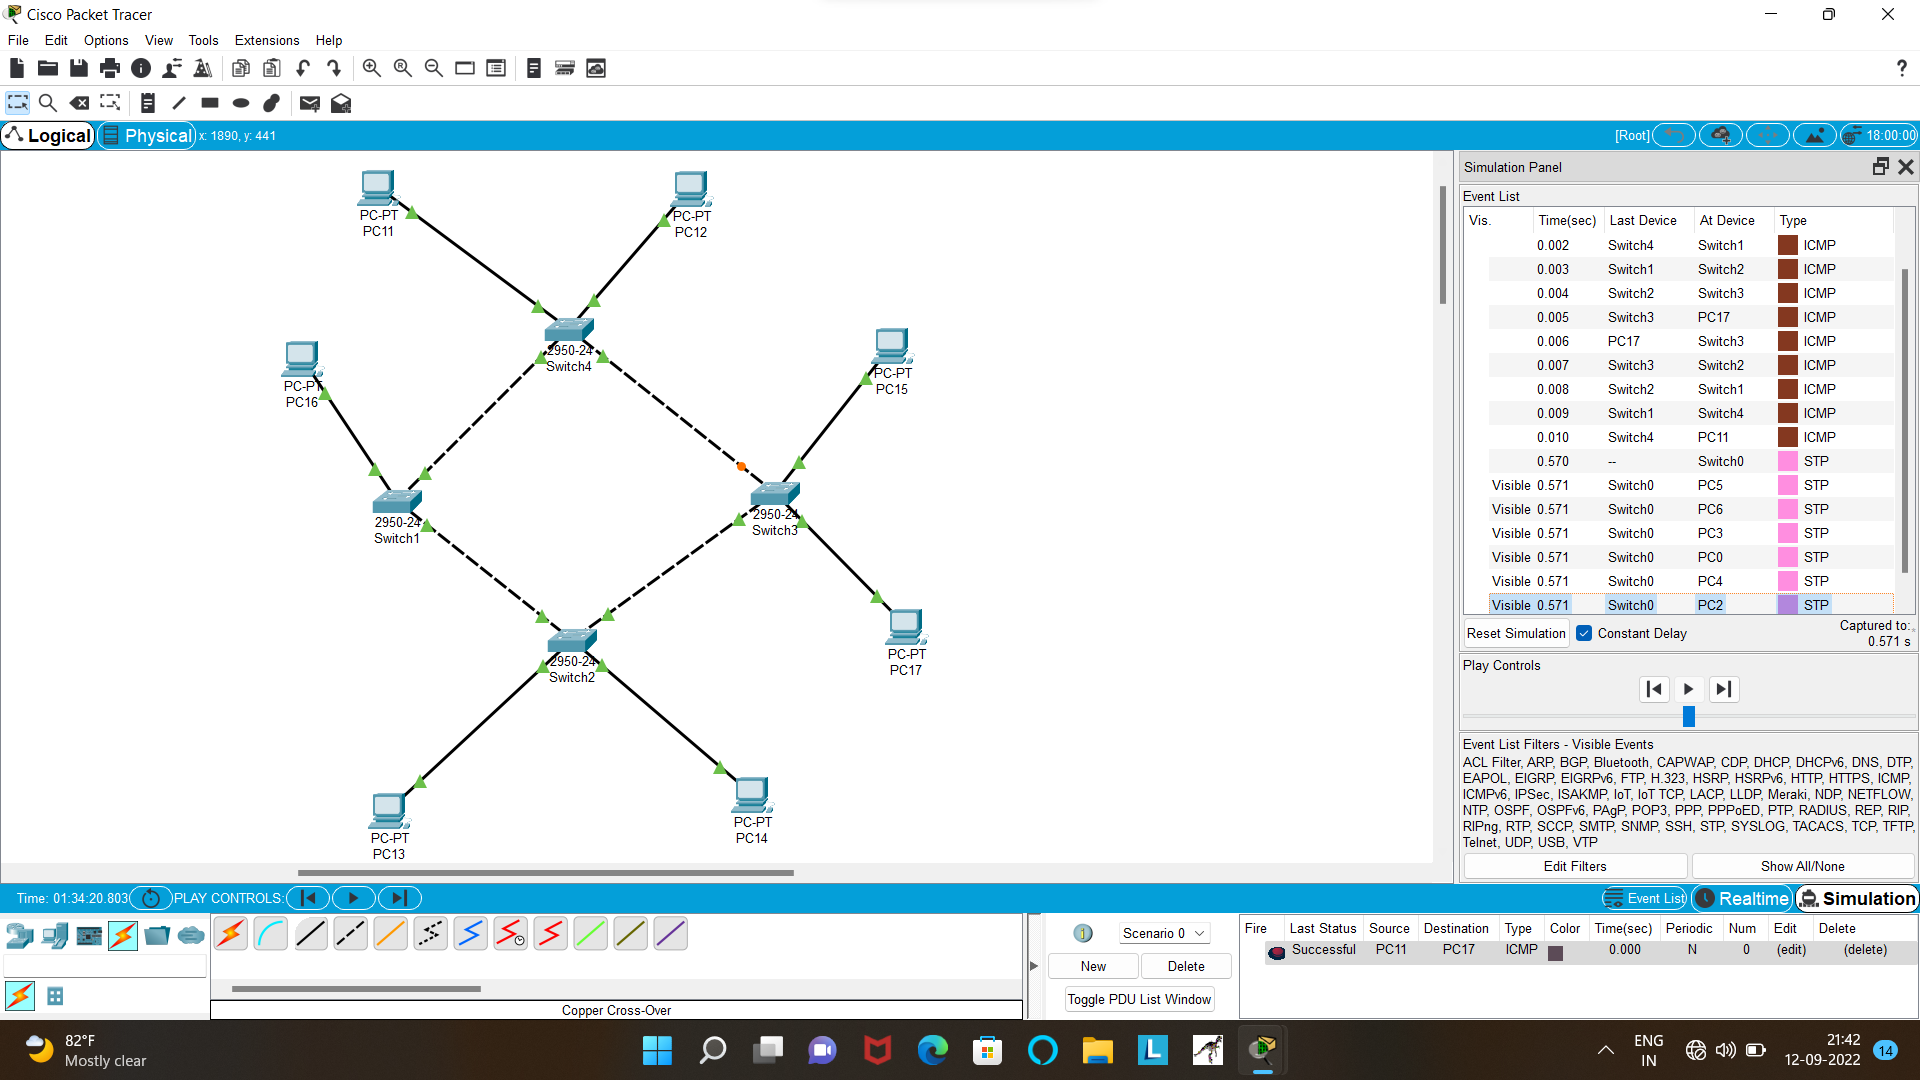 Cisco Packet Tracer
File Edit Options View Tools Extensions Help
Logical Physical x: 1890, y: 441 [Root] 18:00:00
PC-PT
PC11
PC-PT
PC12
2950-24
Switch4
PC-PT
PC16
PC-PT
PC15
2950-24
Switch1
2950-24
Switch3
2950-24
Switch2
PC-PT
PC17
PC-PT
PC13
PC-PT
PC14
Simulation Panel
Event List
Vis. Time(sec) Last Device At Device Type
0.002 Switch4 Switch1 ICMP
0.003 Switch1 Switch2 ICMP
0.004 Switch2 Switch3 ICMP
0.005 Switch3 PC17 ICMP
0.006 PC17 Switch3 ICMP
0.007 Switch3 Switch2 ICMP
0.008 Switch2 Switch1 ICMP
0.009 Switch1 Switch4 ICMP
0.010 Switch4 PC11 ICMP
0.570 -- Switch0 STP
Visible 0.571 Switch0 PC5 STP
Visible 0.571 Switch0 PC6 STP
Visible 0.571 Switch0 PC3 STP
Visible 0.571 Switch0 PC0 STP
Visible 0.571 Switch0 PC4 STP
Visible 0.571 Switch0 PC2 STP
Reset Simulation Constant Delay Captured to:
0.571 s
Play Controls
Event List Filters - Visible Events
ACL Filter, ARP, BGP, Bluetooth, CAPWAP, CDP, DHCP, DHCPv6, DNS, DTP,
EAPOL, EIGRP, EIGRPv6, FTP, H.323, HSRP, HSRPv6, HTTP, HTTPS, ICMP,
ICMPv6, IPSec, ISAKMP, IoT, IoT TCP, LACP, LLDP, Meraki, NDP, NETFLOW,
NTP, OSPF, OSPFv6, PAgP, POP3, PPP, PPPoED, PTP, RADIUS, REP, RIP,
RIPng, RTP, SCCP, SMTP, SNMP, SSH, STP, SYSLOG, TACACS, TCP, TFTP,
Telnet, UDP, USB, VTP
Edit Filters Show All/None
Time: 01:34:20.803 PLAY CONTROLS: Event List Realtime Simulation
Scenario 0
New Delete
Toggle PDU List Window
Fire Last Status Source Destination Type Color Time(sec) Periodic Num Edit Delete
Successful PC11 PC17 ICMP 0.000 N 0 (edit) (delete)
Copper Cross-Over
82°F
Mostly clear
ENG
IN
21:42
12-09-2022
14